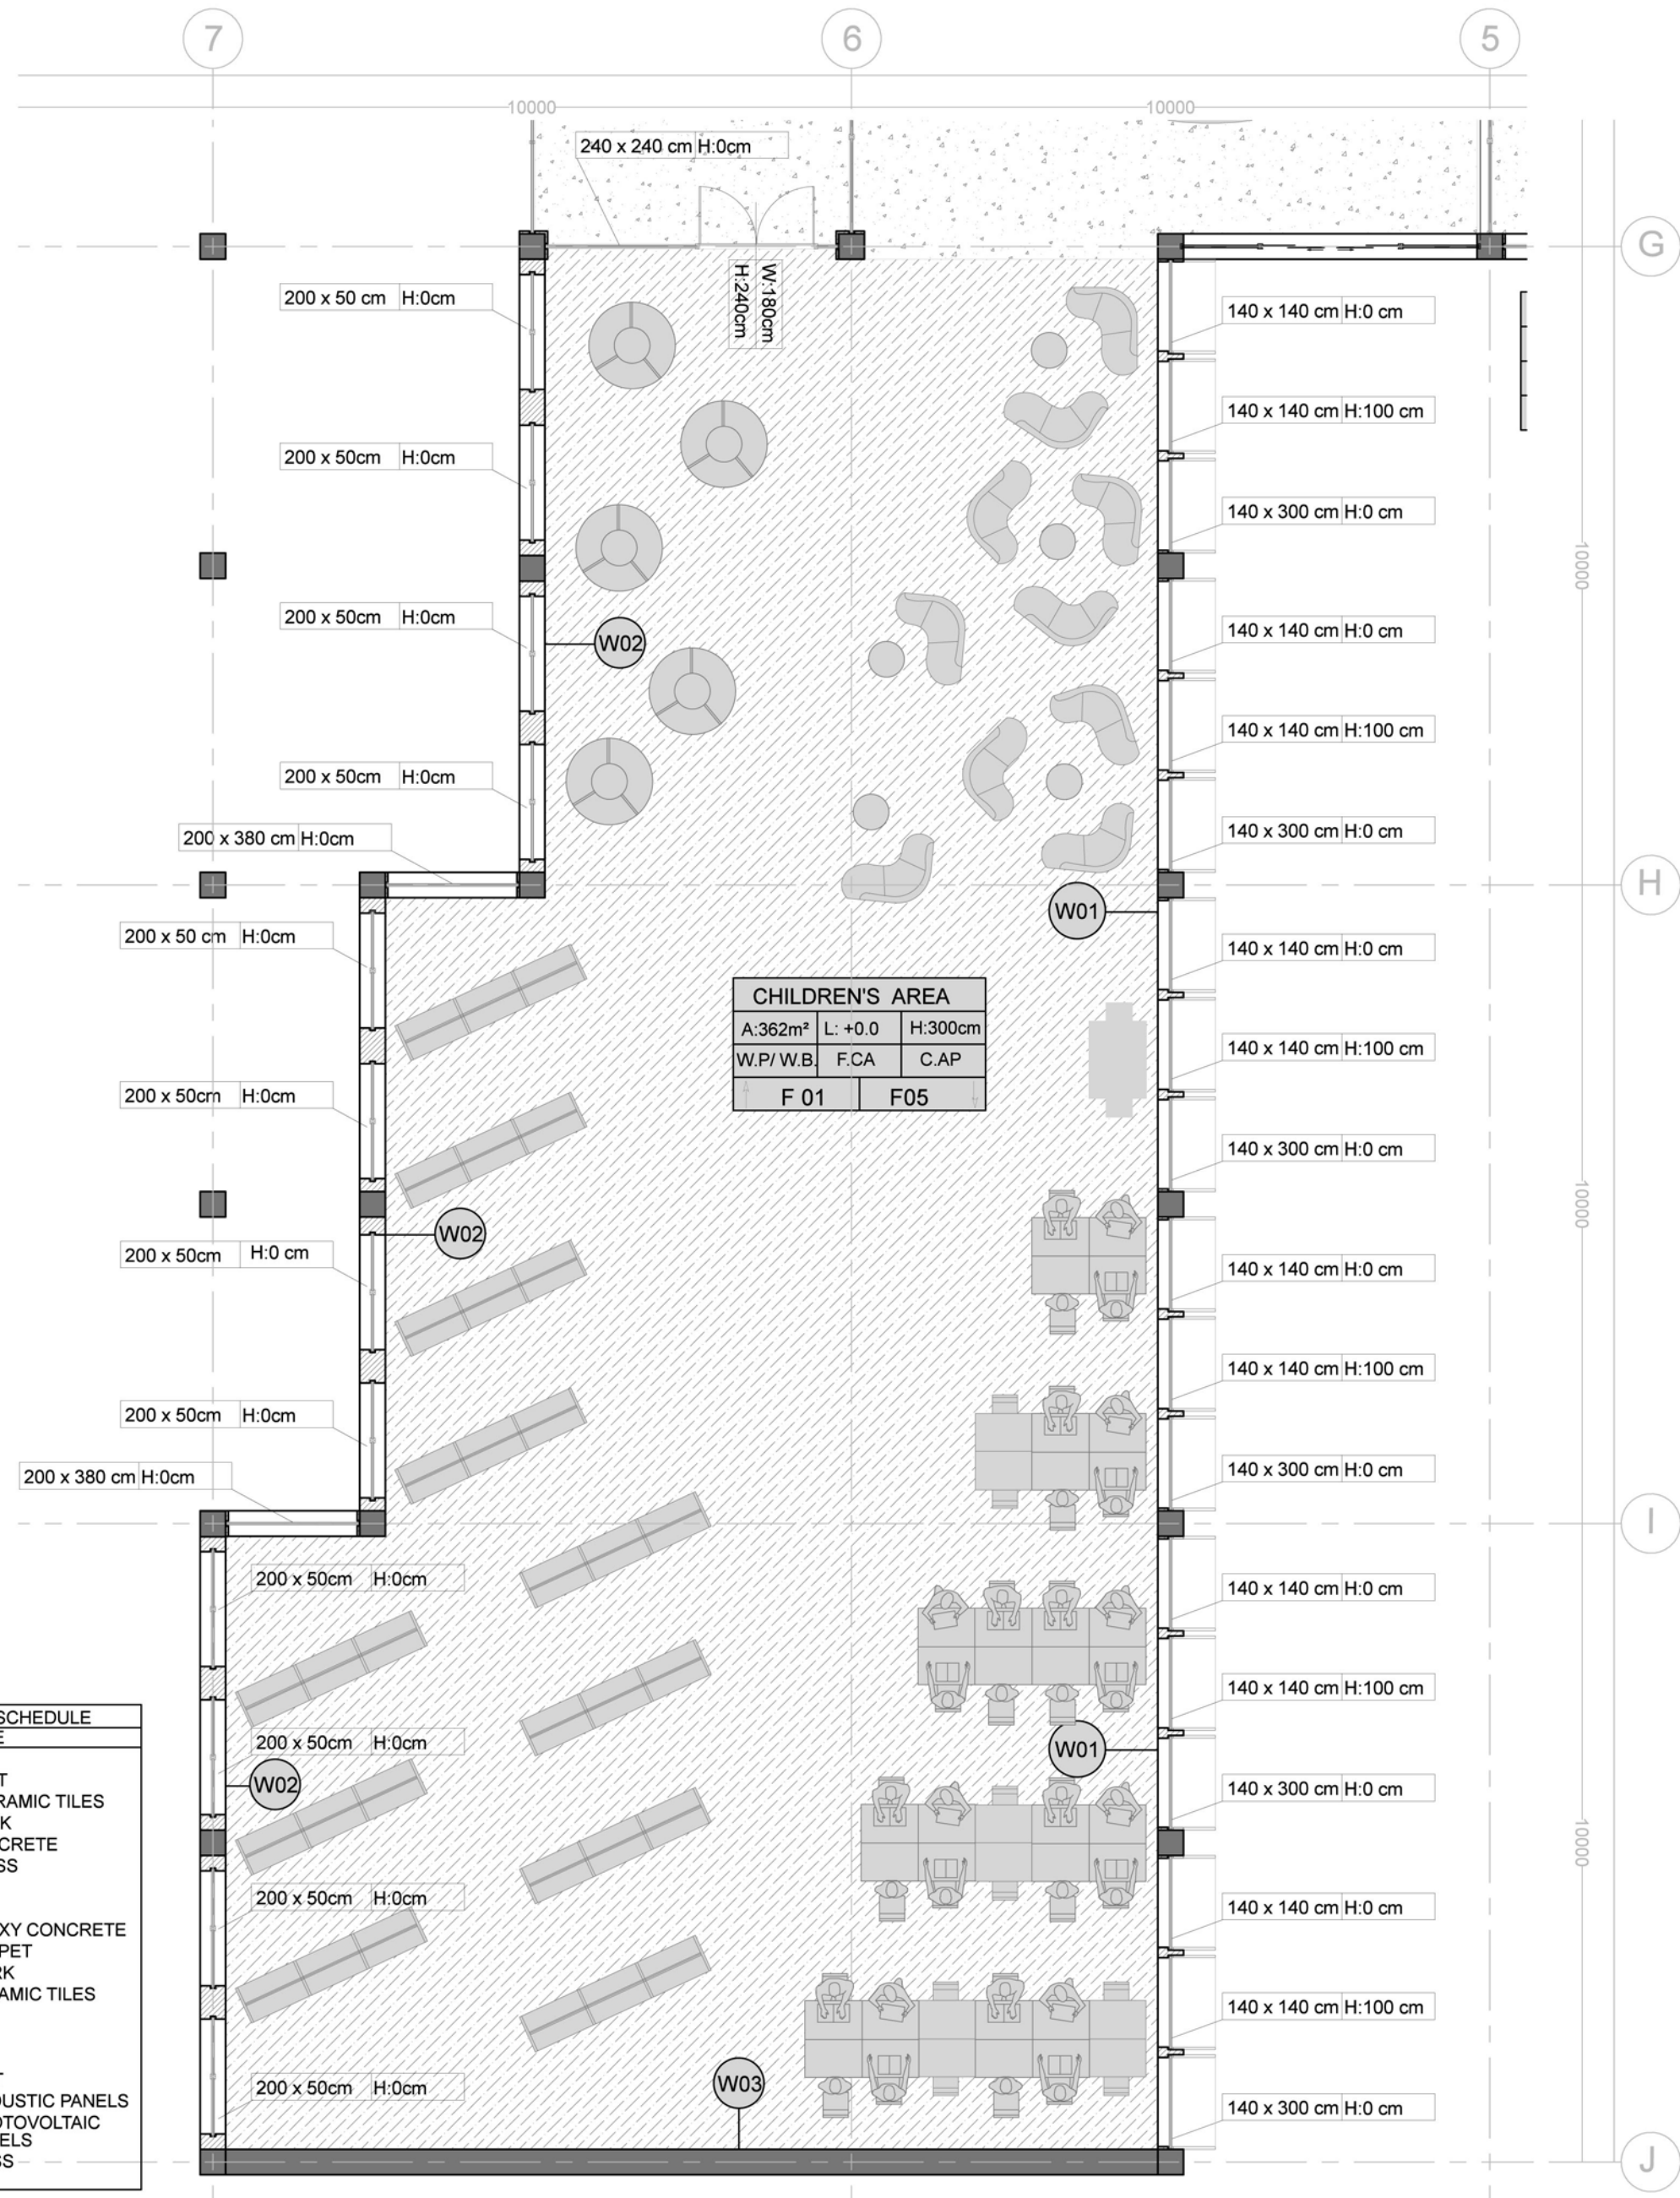 7
6
5
10000
10000
240 x 240 cm H:0cm
G
W:180cm
H:240cm
200 x 50 cm H:0cm
140 x 140 cm H:0 cm
140 x 140 cm H:100 cm
200 x 50cm H:0cm
140 x 300 cm H:0 cm
10000
200 x 50cm H:0cm
W02
140 x 140 cm H:0 cm
140 x 140 cm H:100 cm
200 x 50cm H:0cm
140 x 300 cm H:0 cm
200 x 380 cm H:0cm
H
W01
200 x 50 cm H:0cm
140 x 140 cm H:0 cm
CHILDREN'S AREA
A:362m² L: +0.0 H:300cm
W.P/ W.B. F.CA C.AP
F 01 F05
140 x 140 cm H:100 cm
200 x 50cm H:0cm
140 x 300 cm H:0 cm
10000
W02
200 x 50cm H:0 cm
140 x 140 cm H:0 cm
140 x 140 cm H:100 cm
200 x 50cm H:0cm
140 x 300 cm H:0 cm
200 x 380 cm H:0cm
I
200 x 50cm H:0cm
140 x 140 cm H:0 cm
140 x 140 cm H:100 cm
200 x 50cm H:0cm
W01
W02
140 x 300 cm H:0 cm
10000
200 x 50cm H:0cm
140 x 140 cm H:0 cm
140 x 140 cm H:100 cm
W03
200 x 50cm H:0cm
140 x 300 cm H:0 cm
J
SCHEDULE
E
T
RAMIC TILES
K
CRETE
SS
XY CONCRETE
PET
RK
AMIC TILES
OUSTIC PANELS
OTOVOLTAIC
ELS
SS